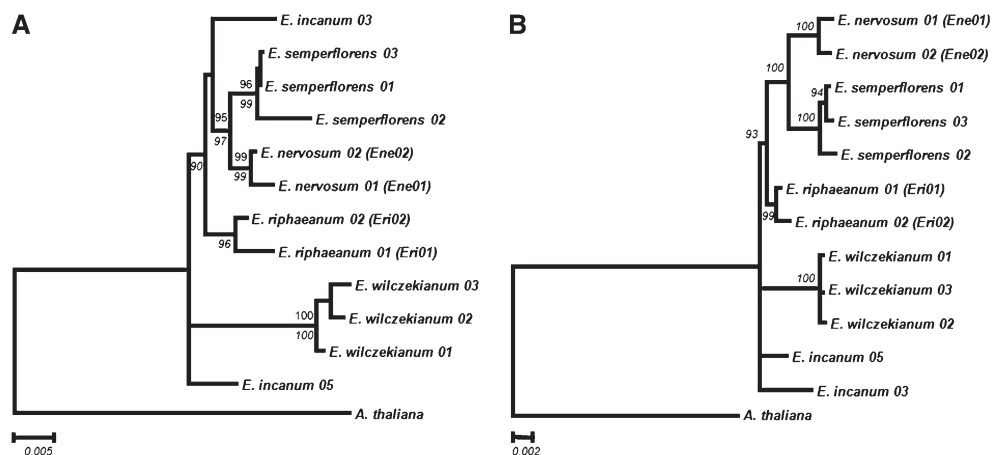 A
E. incanum 03
E. semperflorens 03
96
E. semperflorens 01
99
E. semperflorens 02
95
97
E. nervosum 02 (Ene02)
99
99
E. nervosum 01 (Ene01)
90
E. riphaeanum 02 (Eri02)
96
E. riphaeanum 01 (Eri01)
E. wilczekianum 03
100
E. wilczekianum 02
100
E. wilczekianum 01
E. incanum 05
A. thaliana
0.005
B
E. nervosum 01 (Ene01)
100
E. nervosum 02 (Ene02)
100
E. semperflorens 01
94
E. semperflorens 03
100
E. semperflorens 02
93
E. riphaeanum 01 (Eri01)
99
E. riphaeanum 02 (Eri02)
E. wilczekianum 01
100
E. wilczekianum 03
E. wilczekianum 02
E. incanum 05
E. incanum 03
A. thaliana
0.002